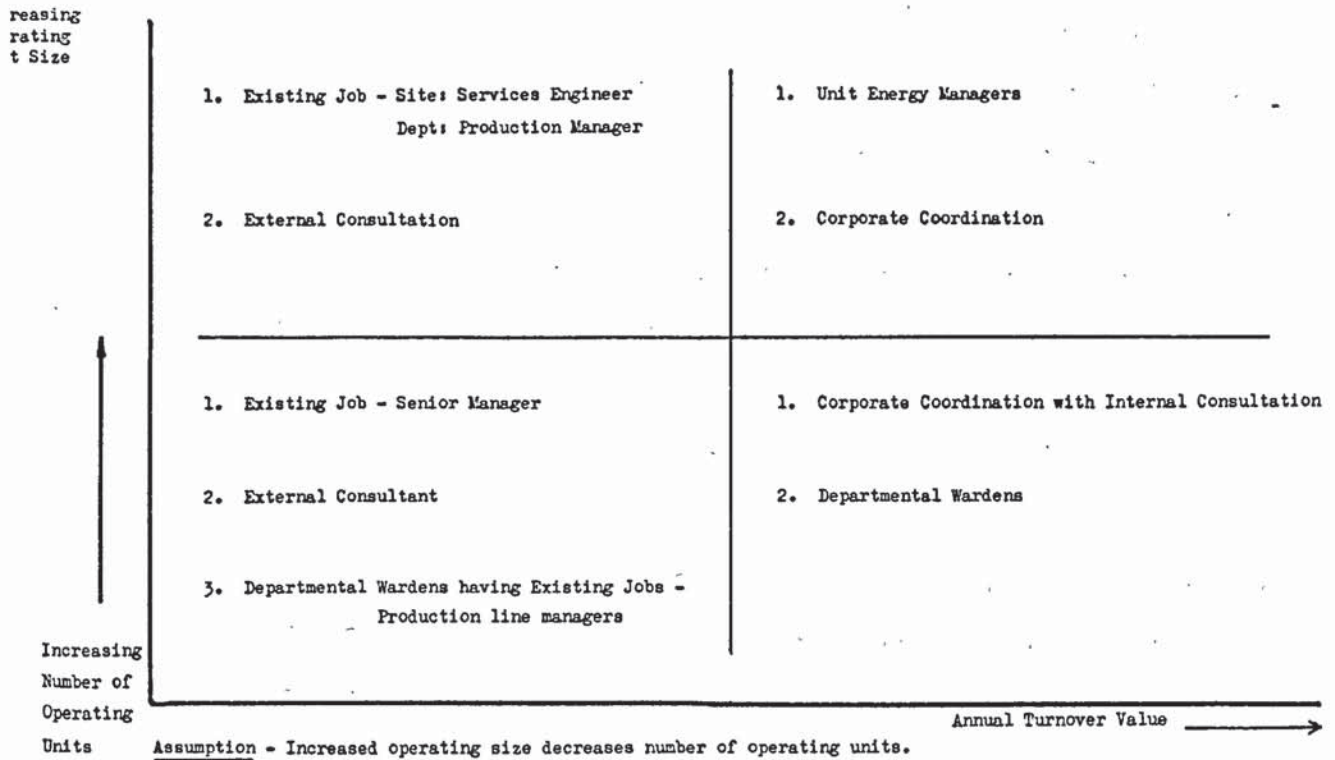 reasing
rating
t Size
1. Existing Job - Site: Services Engineer
Dept: Production Manager
1. Unit Energy Managers
2. External Consultation
2. Corporate Coordination
1. Existing Job - Senior Manager
1. Corporate Coordination with Internal Consultation
2. External Consultant
2. Departmental Wardens
3. Departmental Wardens having Existing Jobs -
Production line managers
Increasing
Number of
Operating
Units
Annual Turnover Value
Assumption - Increased operating size decreases number of operating units.